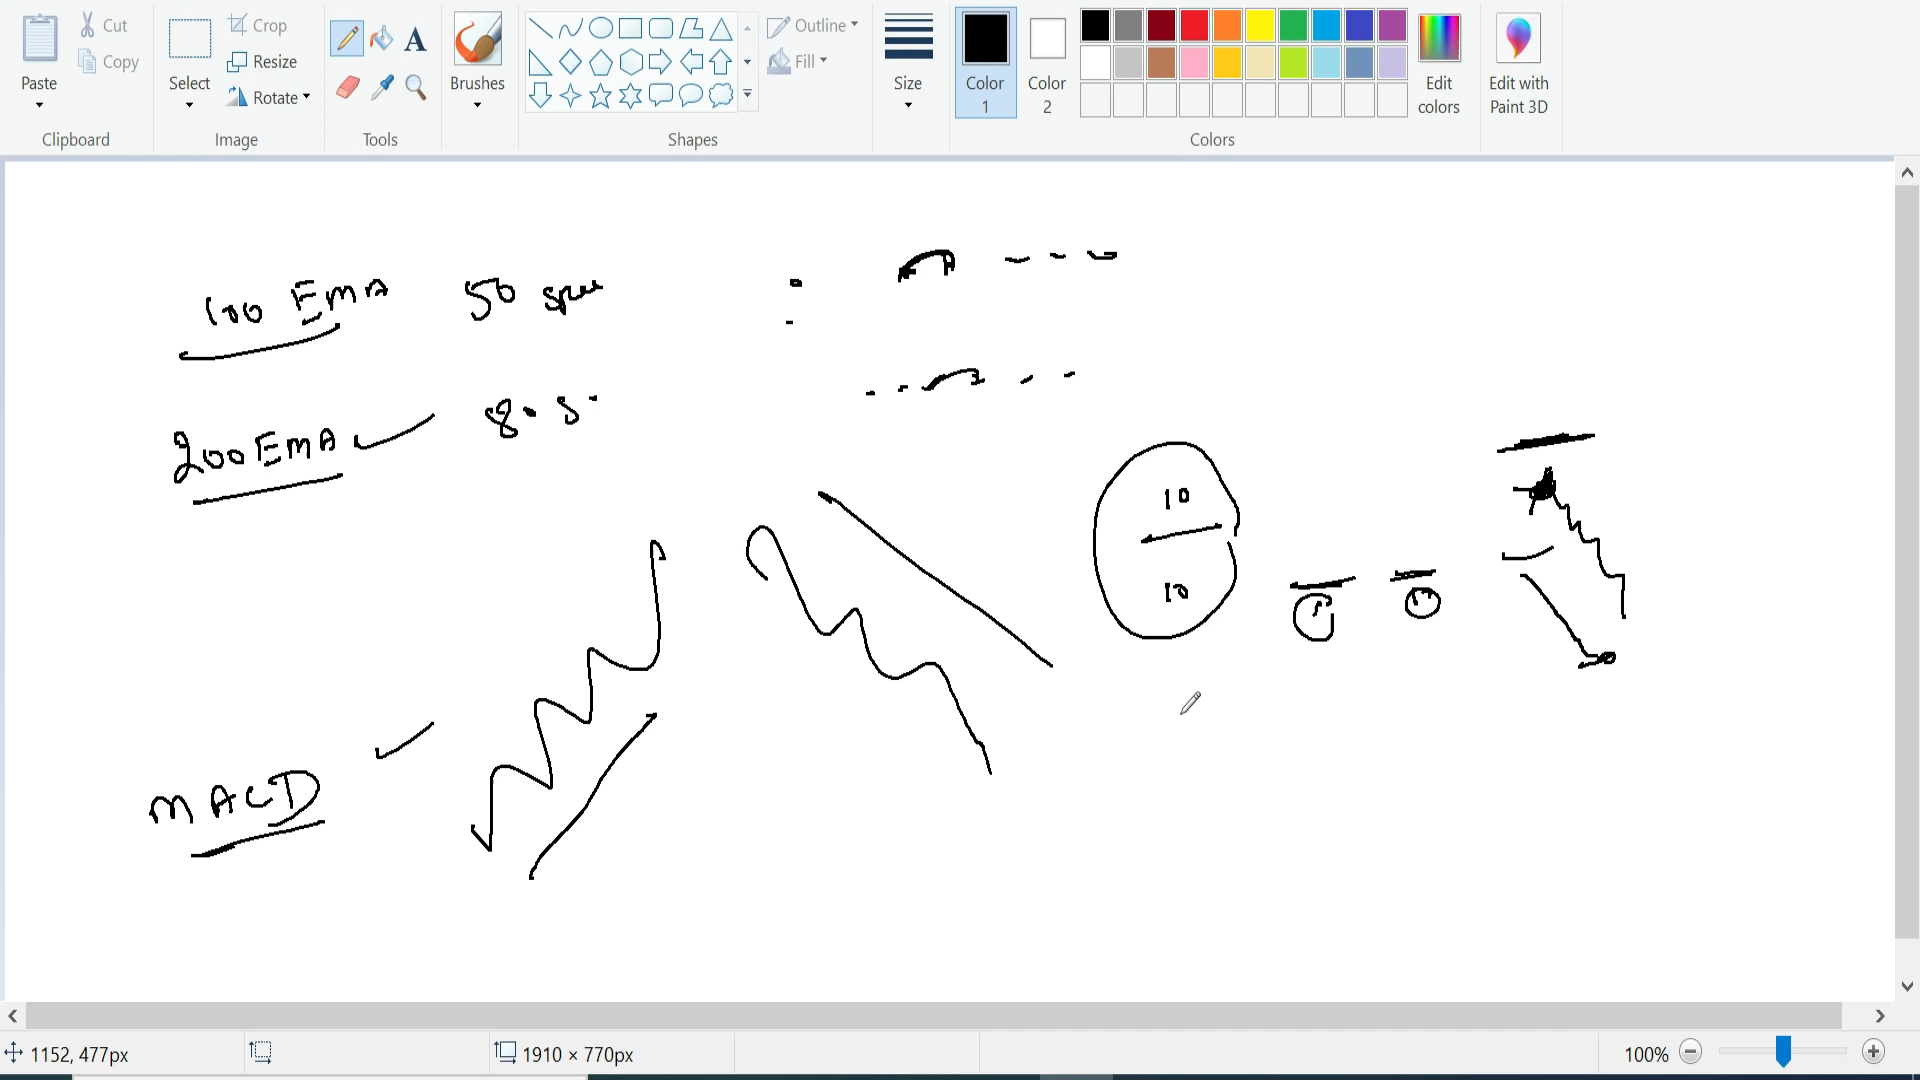 Paste
Cut
Copy
Clipboard
Select
Crop
Resize
Rotate
Image
Tools
Brushes
Shapes
Outline
Fill
Size
Color 1
Color 2
Colors
Edit colors
Edit with Paint 3D
100 EMA 50
200 EMA
10
10
MACD
1152, 477px
1910 × 770px
100%